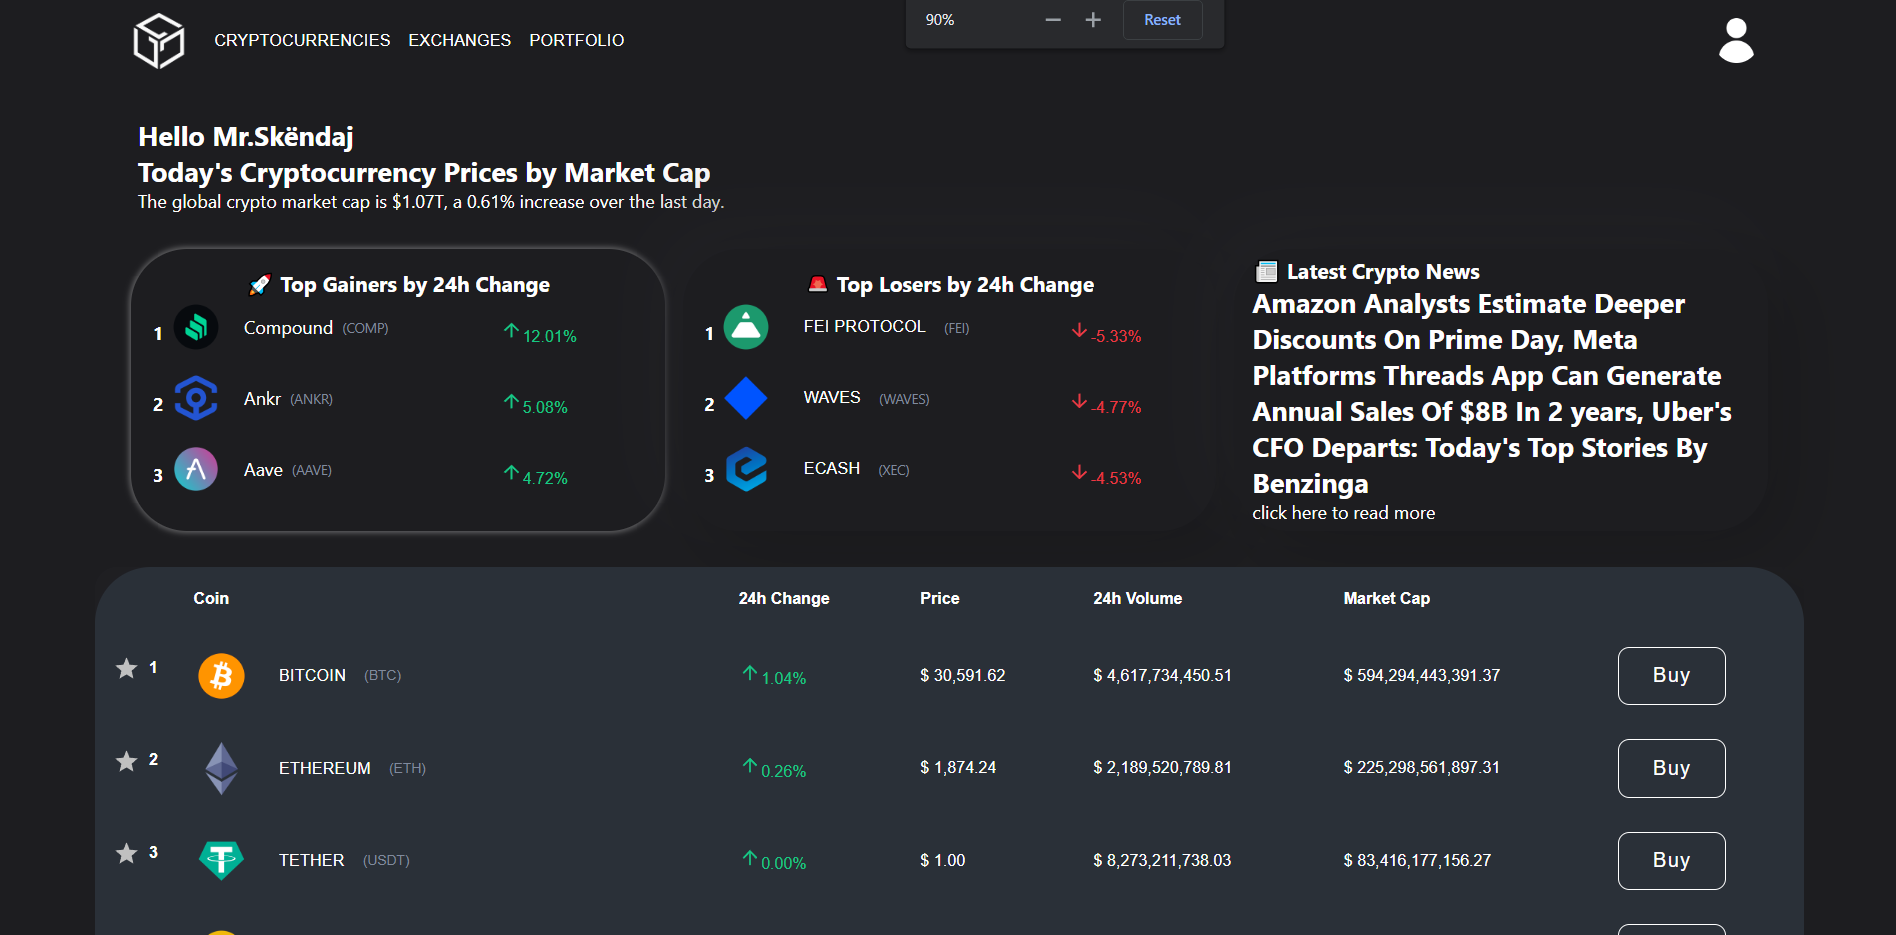 CRYPTOCURRENCIES EXCHANGES PORTFOLIO
90% Reset
Hello Mr.Skëndaj
Today's Cryptocurrency Prices by Market Cap
The global crypto market cap is $1.07T, a 0.61% increase over the last day.
Top Gainers by 24h Change
1 Compound (COMP) 12.01%
2 Ankr (ANKR) 5.08%
3 Aave (AAVE) 4.72%
Top Losers by 24h Change
1 FEI PROTOCOL (FEI) -5.33%
2 WAVES (WAVES) -4.77%
3 ECASH (XEC) -4.53%
Latest Crypto News
Amazon Analysts Estimate Deeper
Discounts On Prime Day, Meta
Platforms Threads App Can Generate
Annual Sales Of $8B In 2 years, Uber's
CFO Departs: Today's Top Stories By
Benzinga
click here to read more
Coin 24h Change Price 24h Volume Market Cap
1 BITCOIN (BTC) 1.04% $ 30,591.62 $ 4,617,734,450.51 $ 594,294,443,391.37 Buy
2 ETHEREUM (ETH) 0.26% $ 1,874.24 $ 2,189,520,789.81 $ 225,298,561,897.31 Buy
3 TETHER (USDT) 0.00% $ 1.00 $ 8,273,211,738.03 $ 83,416,177,156.27 Buy